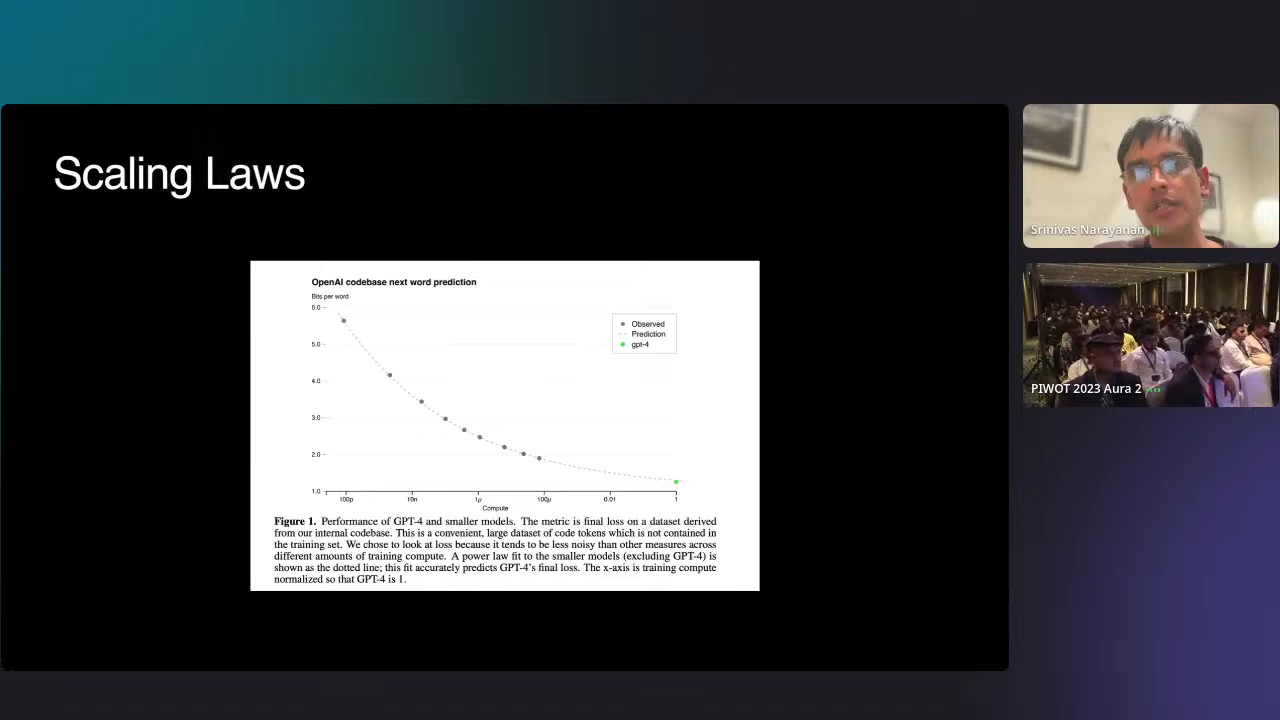 Scaling Laws
OpenAI codebase next word prediction
Bits per word
6.0
5.0
4.0
3.0
2.0
1.0
Observed
Prediction
gpt-4
100p
10n
1μ
100μ
0.01
1
Compute
Figure 1. Performance of GPT-4 and smaller models. The metric is final loss on a dataset derived
from our internal codebase. This is a convenient, large dataset of code tokens which is not contained in
the training set. We chose to look at loss because it tends to be less noisy than other measures across
different amounts of training compute. A power law fit to the smaller models (excluding GPT-4) is
shown as the dotted line; this fit accurately predicts GPT-4's final loss. The x-axis is training compute
normalized so that GPT-4 is 1.
Srinivas Narayanan
PIWOT 2023 Aura 2